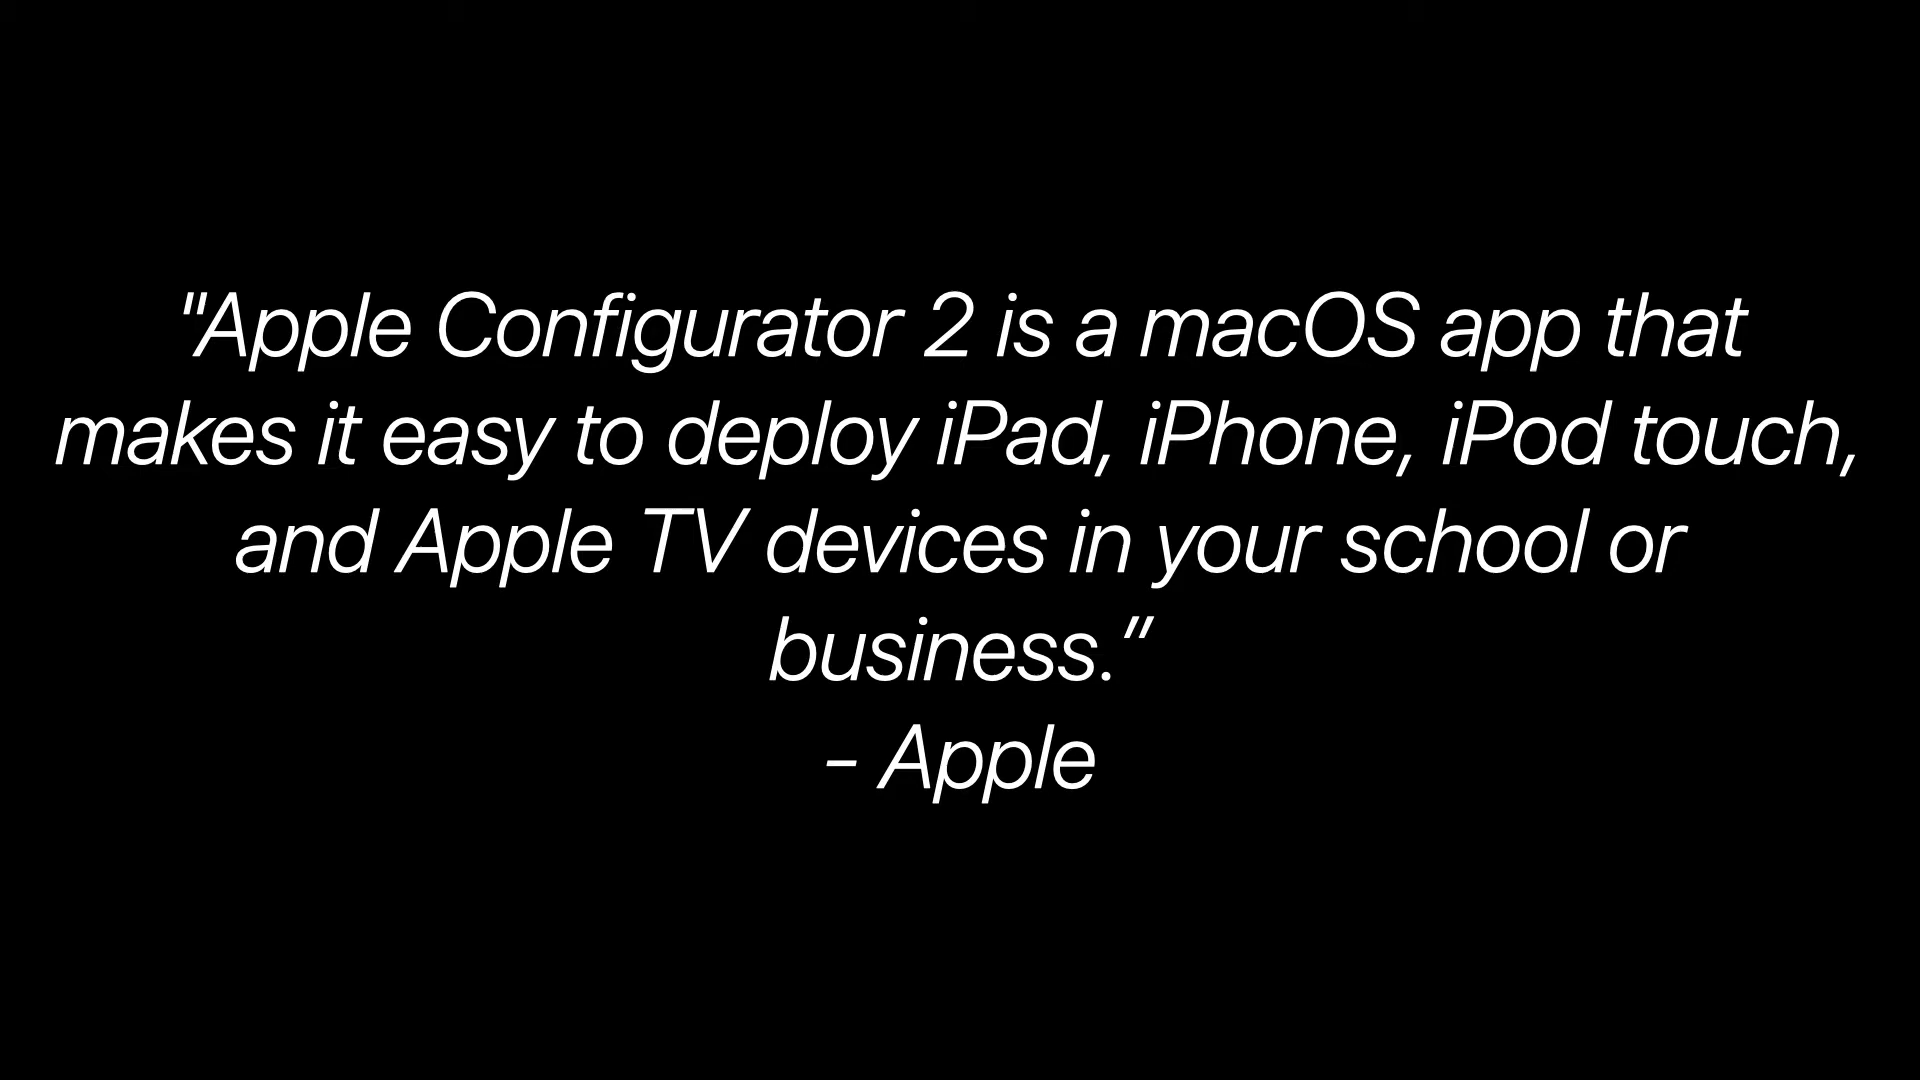 "Apple Configurator 2 is a macOS app that
makes it easy to deploy iPad, iPhone, iPod touch,
and Apple TV devices in your school or
business.”
- Apple